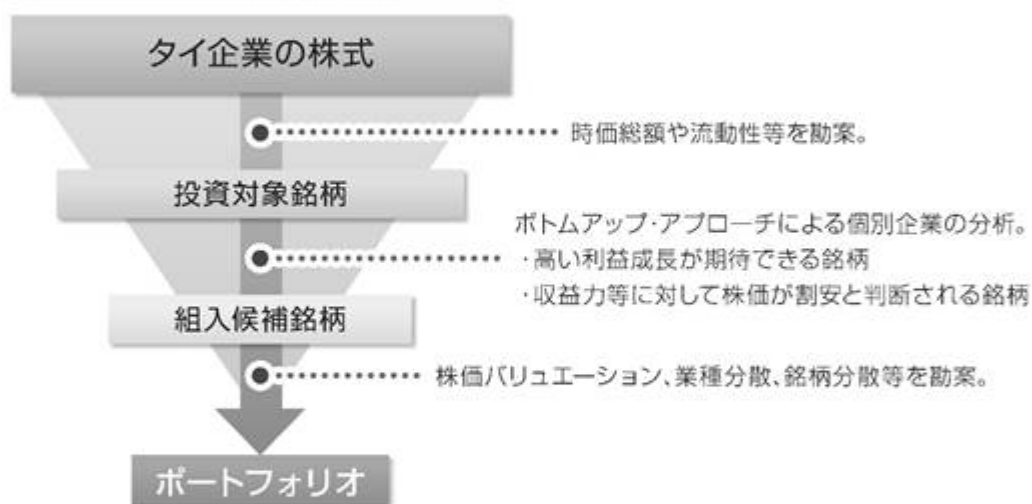 タイ企業の株式
時価総額や流動性等を勘案。
投資対象銘柄
ボトムアップ・アプローチによる個別企業の分析。
・高い利益成長が期待できる銘柄
・収益力等に対して株価が割安と判断される銘柄
組入候補銘柄
株価バリュエーション、業種分散、銘柄分散等を勘案。
ポートフォリオ